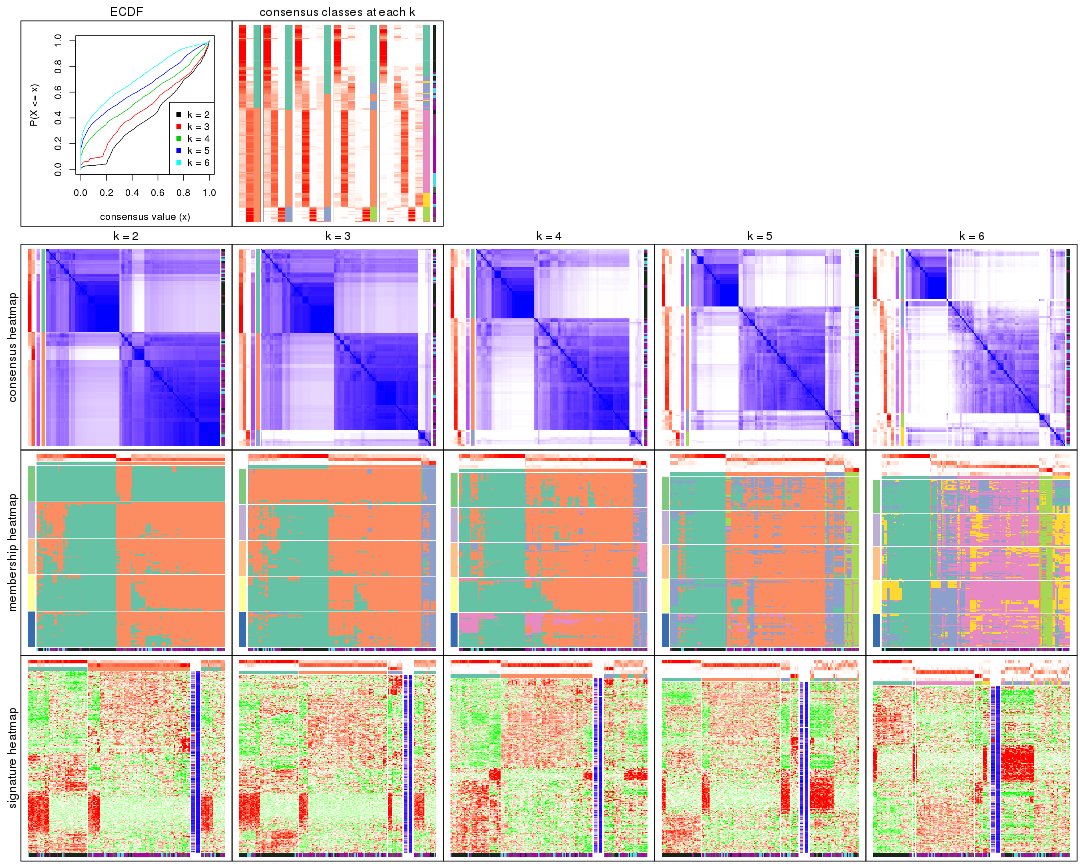 ECDF
consensus classes at each k
P(X <= x)
1.0
0.8
0.6
0.4
0.2
0.0
k = 2
k = 3
k = 4
k = 5
k = 6
0.0 0.2 0.4 0.6 0.8 1.0
consensus value (x)
k = 2 k = 3 k = 4 k = 5 k = 6
consensus heatmap
membership heatmap
signature heatmap